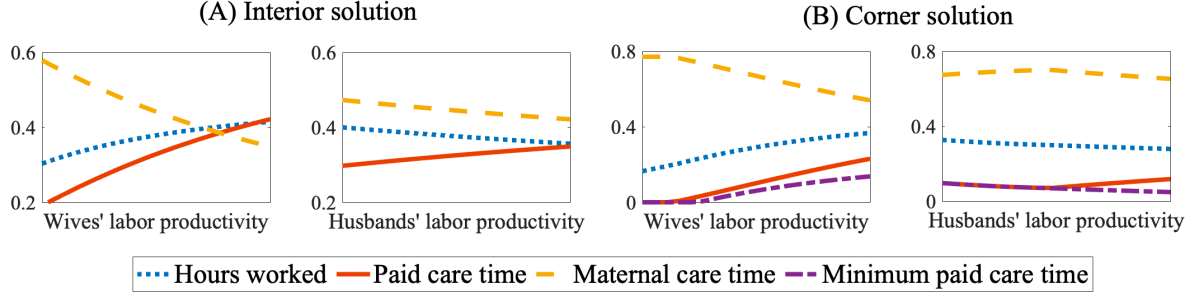 (A) Interior solution
(B) Corner solution
0.6
0.4
0.2
Wives' labor productivity
0.6
0.4
0.2
Husbands' labor productivity
0.8
0.4
0
Wives' labor productivity
0.8
0.4
0
Husbands' labor productivity
Hours worked Paid care time Maternal care time Minimum paid care time